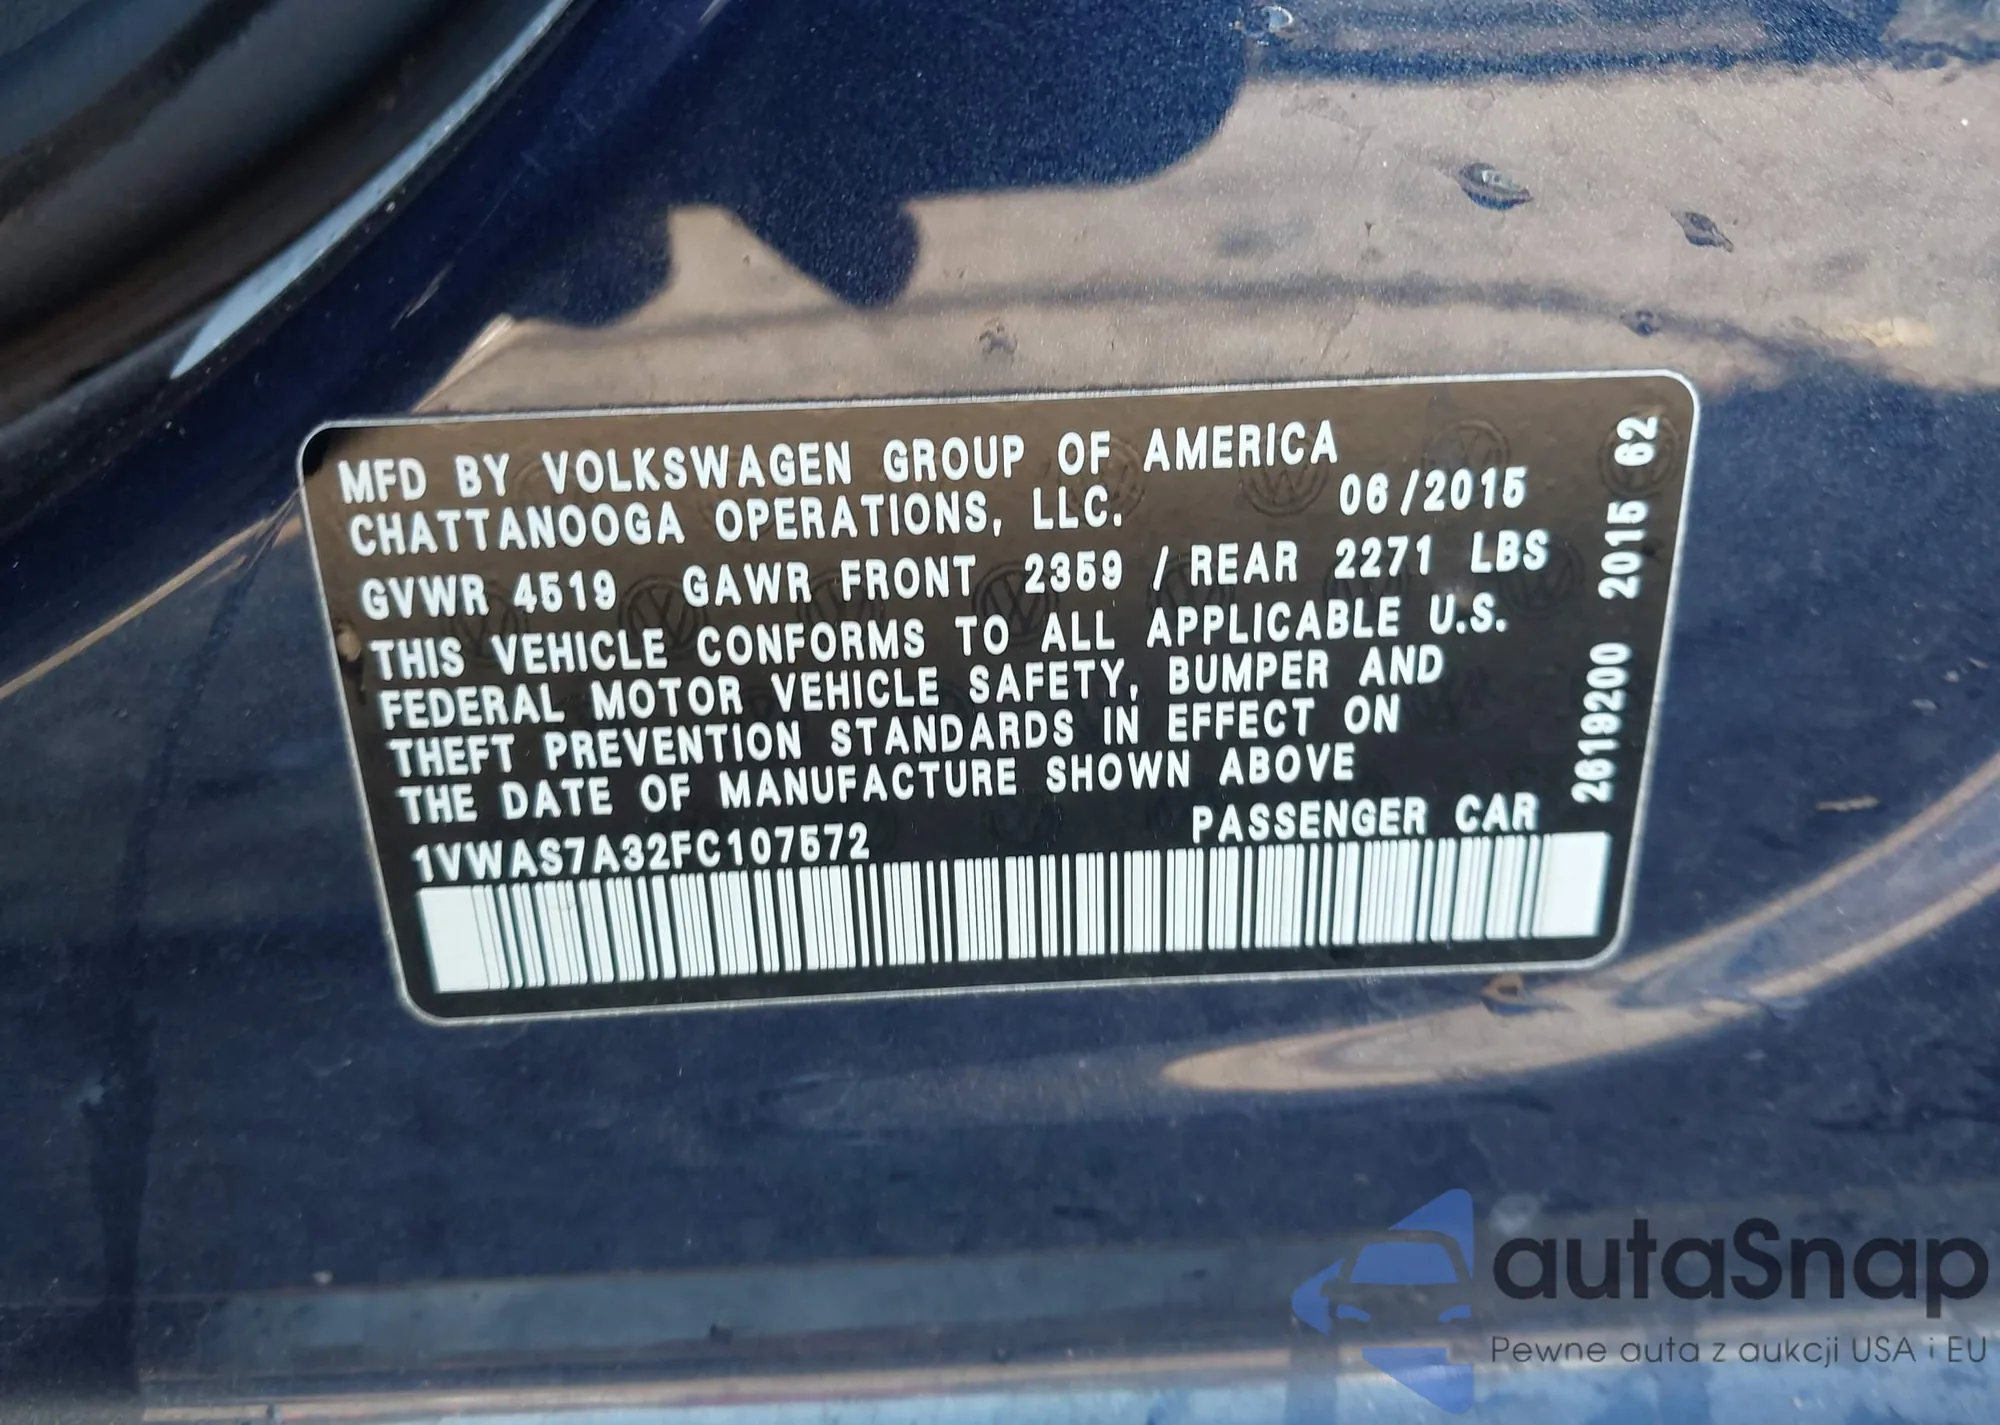 MFD BY VOLKSWAGEN GROUP OF AMERICA
CHATTANOOGA OPERATIONS, LLC. 06/2015
GVWR 4519 GAWR FRONT 2359 / REAR 2271 LBS
THIS VEHICLE CONFORMS TO ALL APPLICABLE U.S.
FEDERAL MOTOR VEHICLE SAFETY, BUMPER AND
THEFT PREVENTION STANDARDS IN EFFECT ON
THE DATE OF MANUFACTURE SHOWN ABOVE
1VWAS7A32FC107572 PASSENGER CAR
2619200 2015 62
autaSnap
Pewne auta z aukcji USA i EU